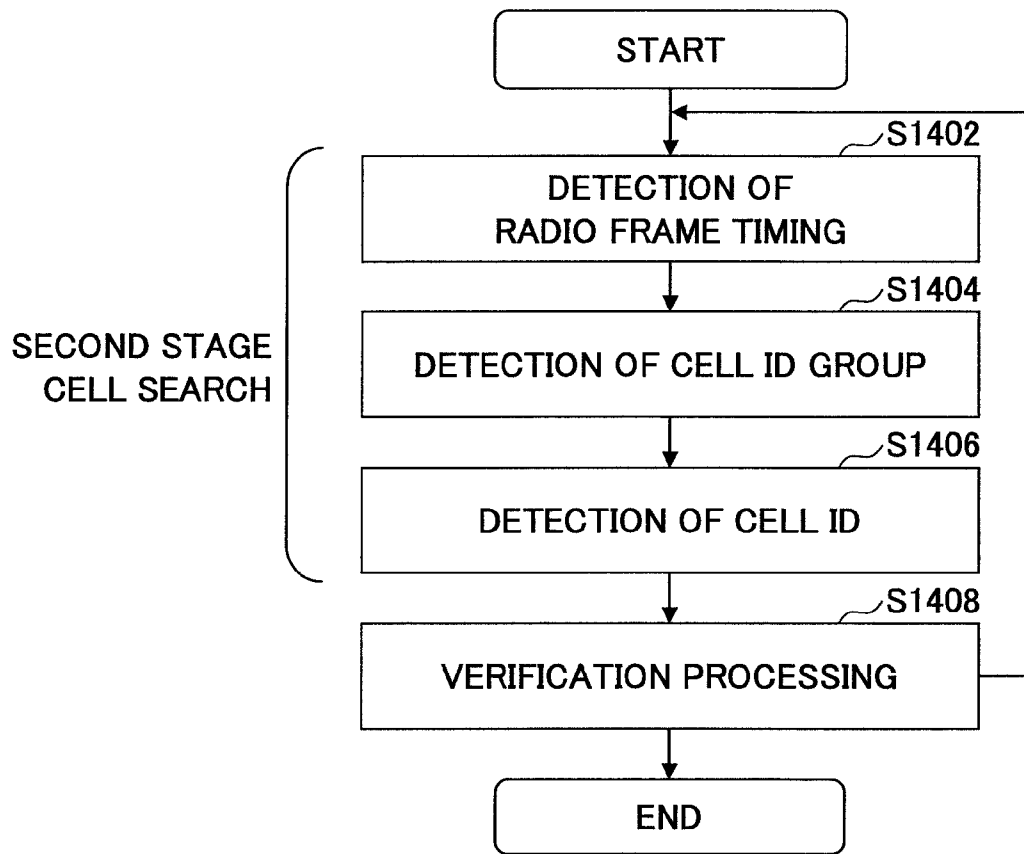 START
S1402
DETECTION OF
RADIO FRAME TIMING
S1404
SECOND STAGE
CELL SEARCH
DETECTION OF CELL ID GROUP
S1406
DETECTION OF CELL ID
S1408
VERIFICATION PROCESSING
END